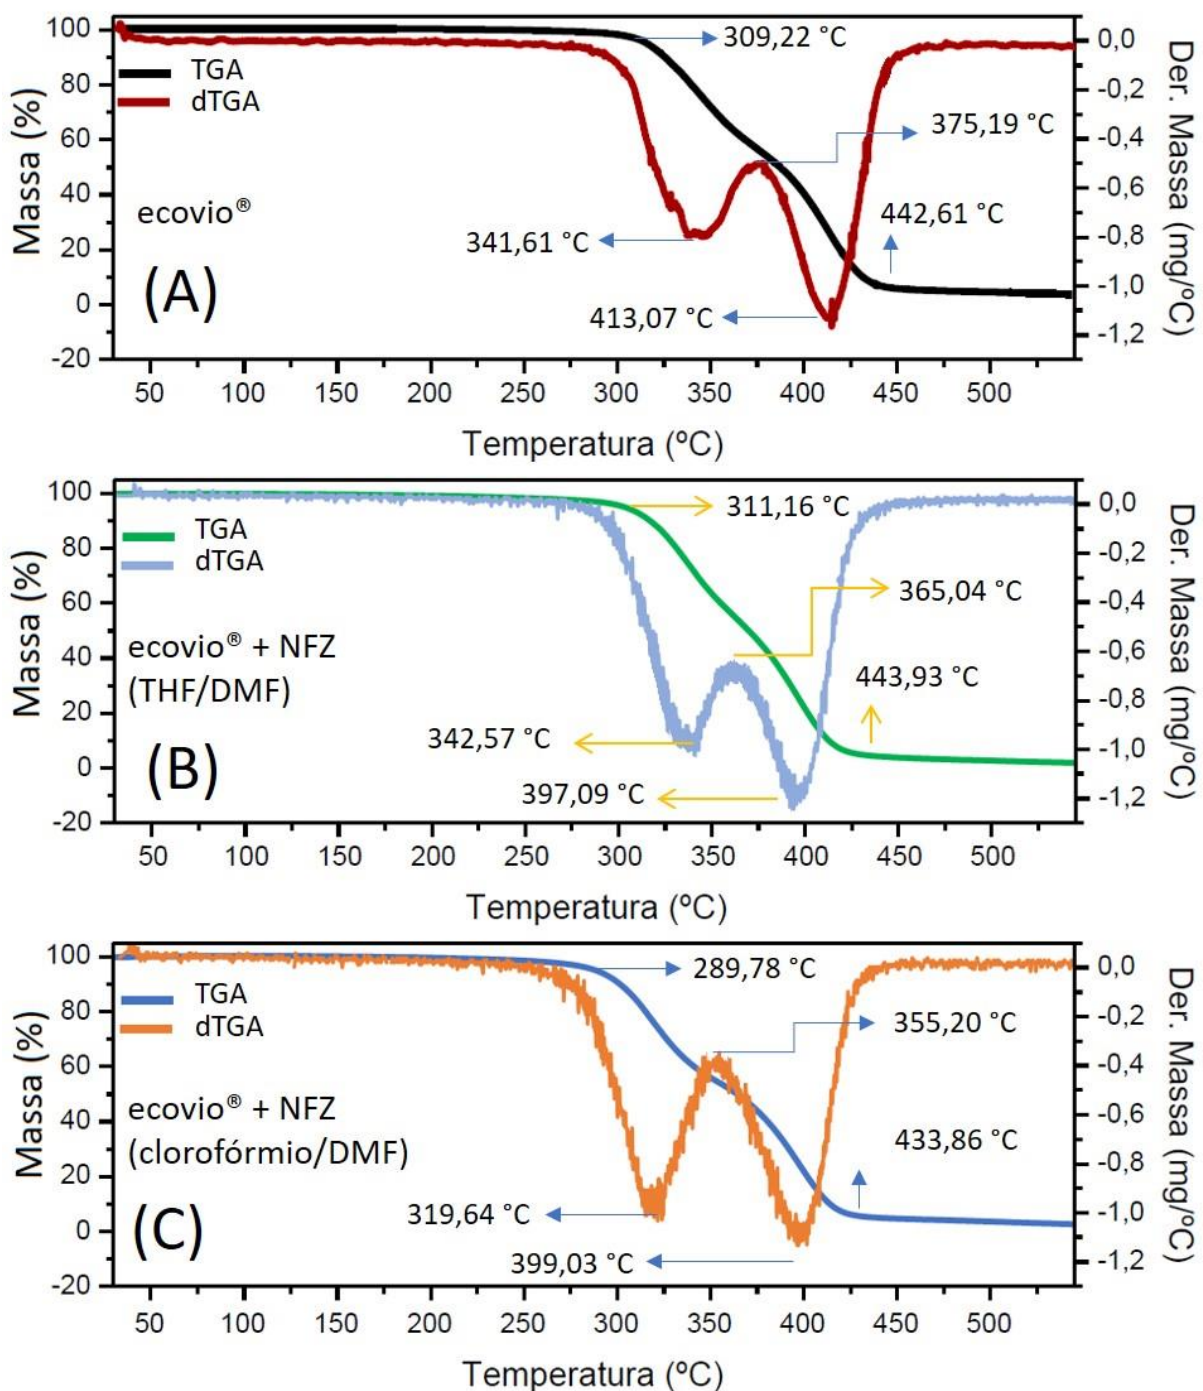 100
80
60
40
20
0
-20
Massa (%)
TGA
dTGA
ecovio®
(A)
309,22 °C
375,19 °C
442,61 °C
341,61 °C
413,07 °C
0,0
-0,2
-0,4
-0,6
-0,8
-1,0
-1,2
Der. Massa (mg/ºC)
50 100 150 200 250 300 350 400 450 500
Temperatura (ºC)
100
80
60
40
20
0
-20
Massa (%)
TGA
dTGA
ecovio® + NFZ
(THF/DMF)
(B)
311,16 °C
365,04 °C
443,93 °C
342,57 °C
397,09 °C
0,0
-0,2
-0,4
-0,6
-0,8
-1,0
-1,2
Der. Massa (mg/ºC)
50 100 150 200 250 300 350 400 450 500
Temperatura (ºC)
100
80
60
40
20
0
-20
Massa (%)
TGA
dTGA
ecovio® + NFZ
(clorofórmio/DMF)
(C)
289,78 °C
355,20 °C
433,86 °C
319,64 °C
399,03 °C
0,0
-0,2
-0,4
-0,6
-0,8
-1,0
-1,2
Der. Massa (mg/ºC)
50 100 150 200 250 300 350 400 450 500
Temperatura (ºC)